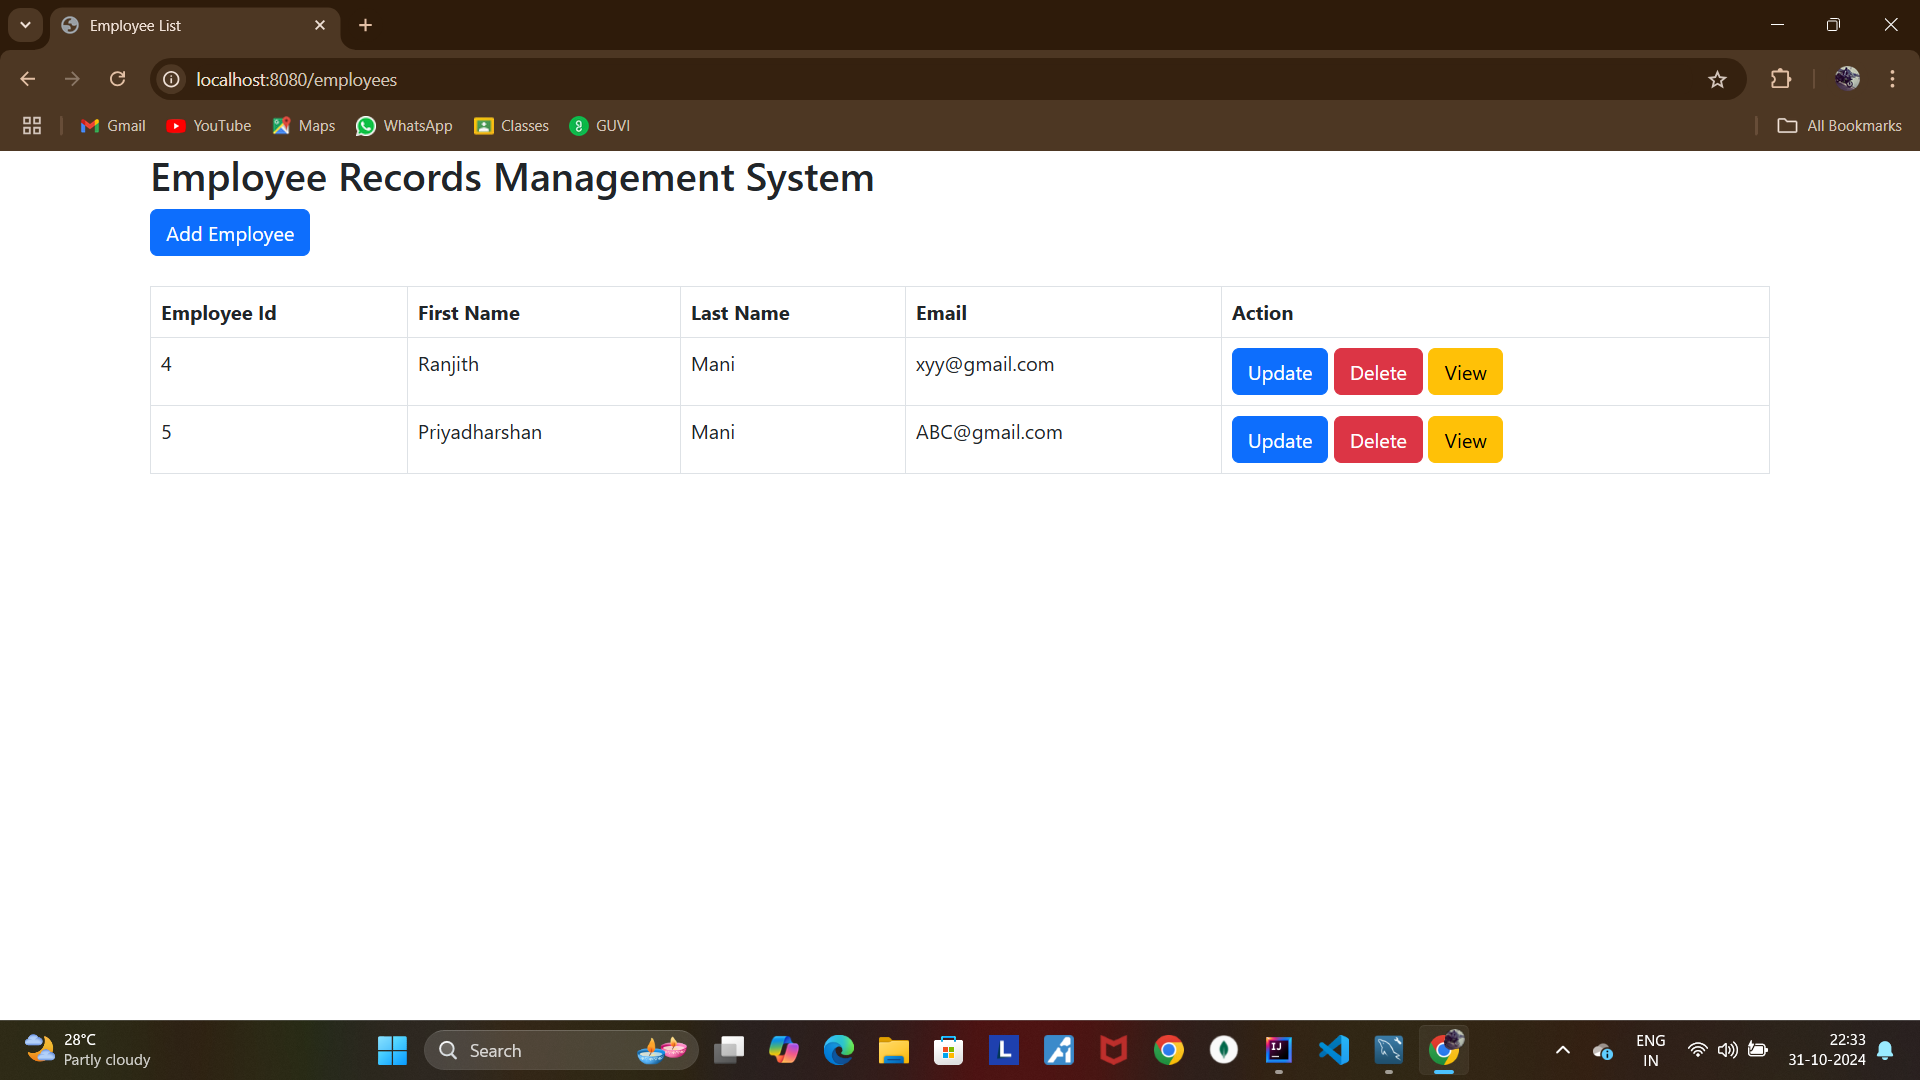 Employee List
localhost:8080/employees
Gmail YouTube Maps WhatsApp Classes GUVI All Bookmarks
Employee Records Management System
Add Employee
Employee Id First Name Last Name Email Action
4 Ranjith Mani xyy@gmail.com Update Delete View
5 Priyadharshan Mani ABC@gmail.com Update Delete View
28°C
Partly cloudy
Search
L
IJ
ENG
IN
22:33
31-10-2024